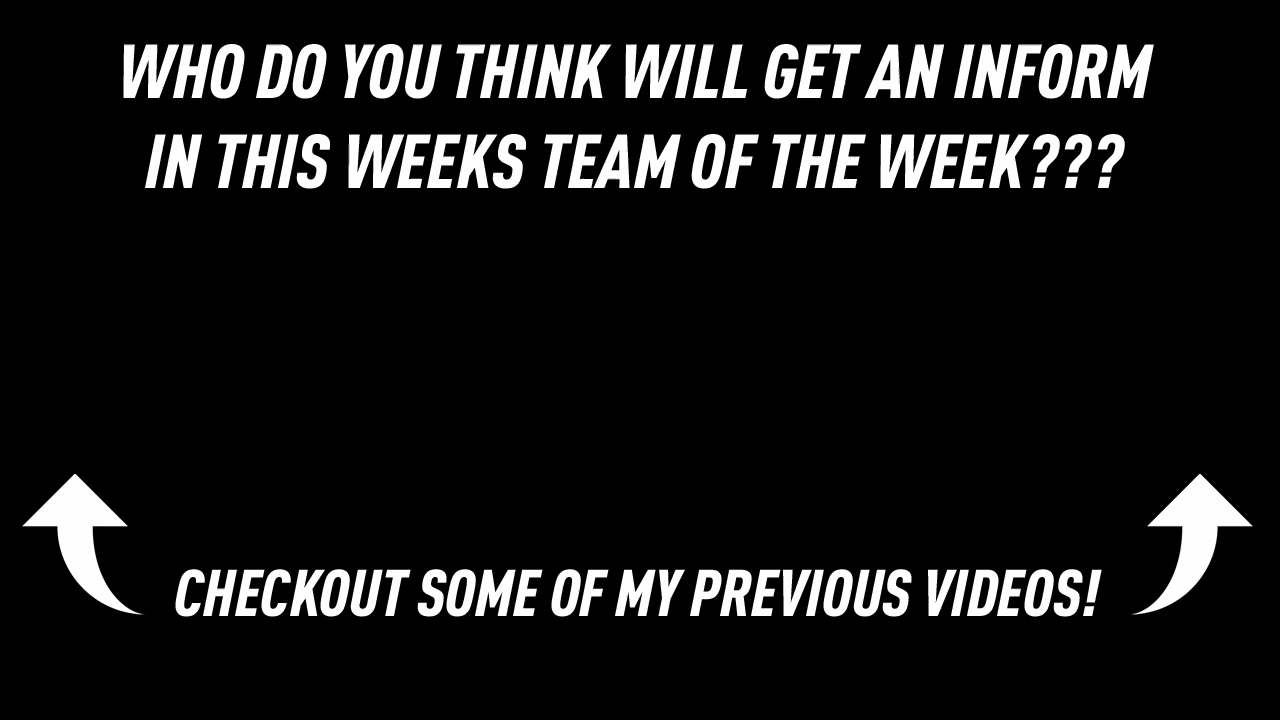 WHO DO YOU THINK WILL GET AN INFORM
IN THIS WEEKS TEAM OF THE WEEK???
CHECKOUT SOME OF MY PREVIOUS VIDEOS!